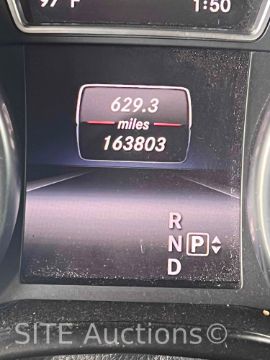 97°F 1:50
629.3
miles
163803
R
N P
D
SITE Auctions©